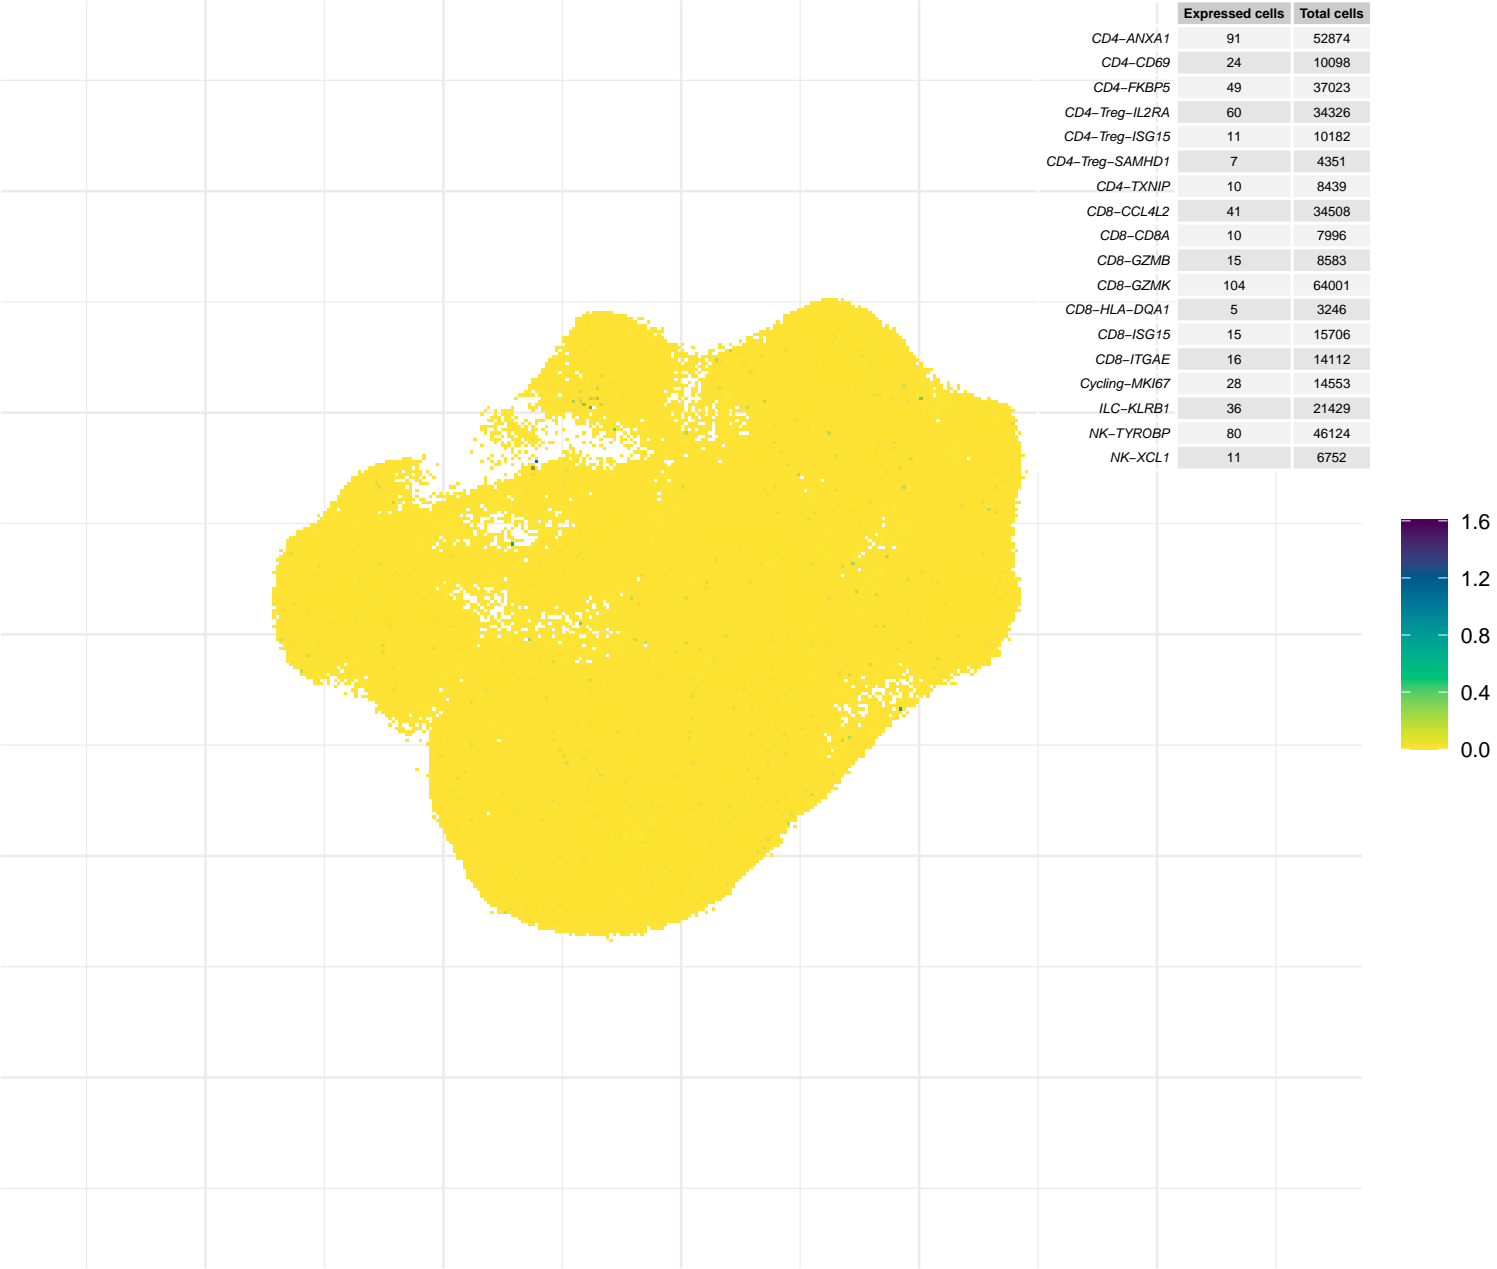 Expressed cells Total cells
CD4−ANXA1 91 52874
CD4−CD69 24 10098
CD4−FKBP5 49 37023
CD4−Treg−IL2RA 60 34326
CD4−Treg−ISG15 11 10182
CD4−Treg−SAMHD1 7 4351
CD4−TXNIP 10 8439
CD8−CCL4L2 41 34508
CD8−CD8A 10 7996
CD8−GZMB 15 8583
CD8−GZMK 104 64001
CD8−HLA−DQA1 5 3246
CD8−ISG15 15 15706
CD8−ITGAE 16 14112
Cycling−MKI67 28 14553
ILC−KLRB1 36 21429
NK−TYROBP 80 46124
NK−XCL1 11 6752
1.6
1.2
0.8
0.4
0.0